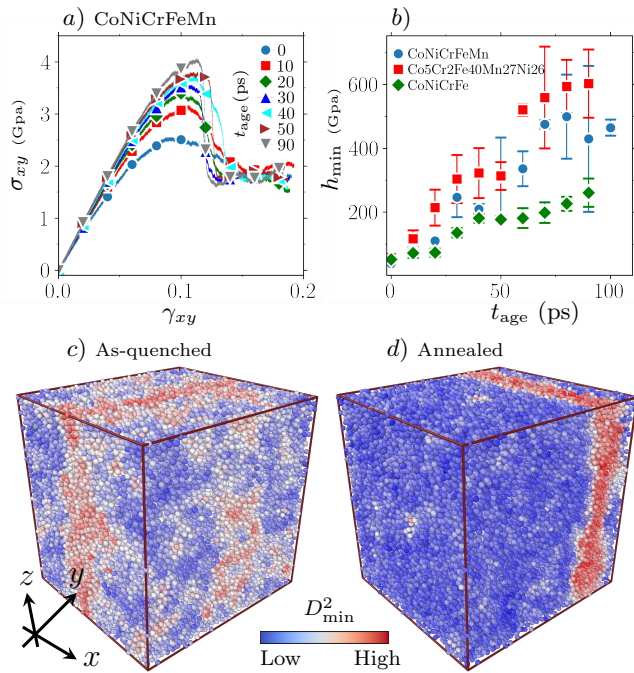 a) CoNiCrFeMn
σxy (Gpa)
4
3
2
1
0
0.0
0.1
0.2
γxy
tage(ps)
0
10
20
30
40
50
90
b)
hmin (Gpa)
600
400
200
0
50
100
tage (ps)
CoNiCrFeMn
Co5Cr2Fe40Mn27Ni26
CoNiCrFe
c) As-quenched
d) Annealed
z
y
x
D²min
Low
High